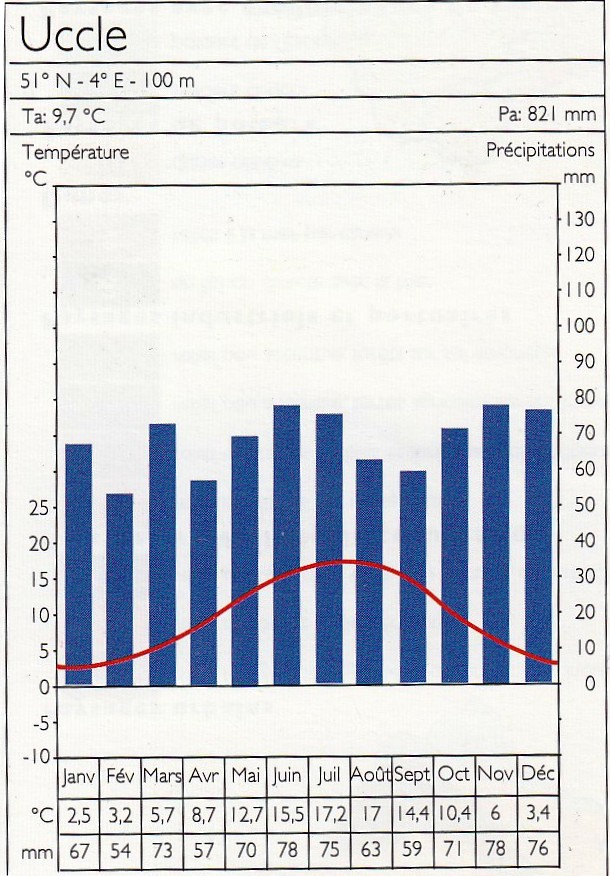 Uccle
51° N - 4° E - 100 m
Ta: 9,7 °C Pa: 821 mm
Température Précipitations
°C mm
130
120
110
100
90
80
70
60
25 50
20 40
15 30
10 20
5 10
0 0
-5
-10
Janv Fév Mars Avr Mai Juin Juil Août Sept Oct Nov Déc
°C 2,5 3,2 5,7 8,7 12,7 15,5 17,2 17 14,4 10,4 6 3,4
mm 67 54 73 57 70 78 75 63 59 71 78 76